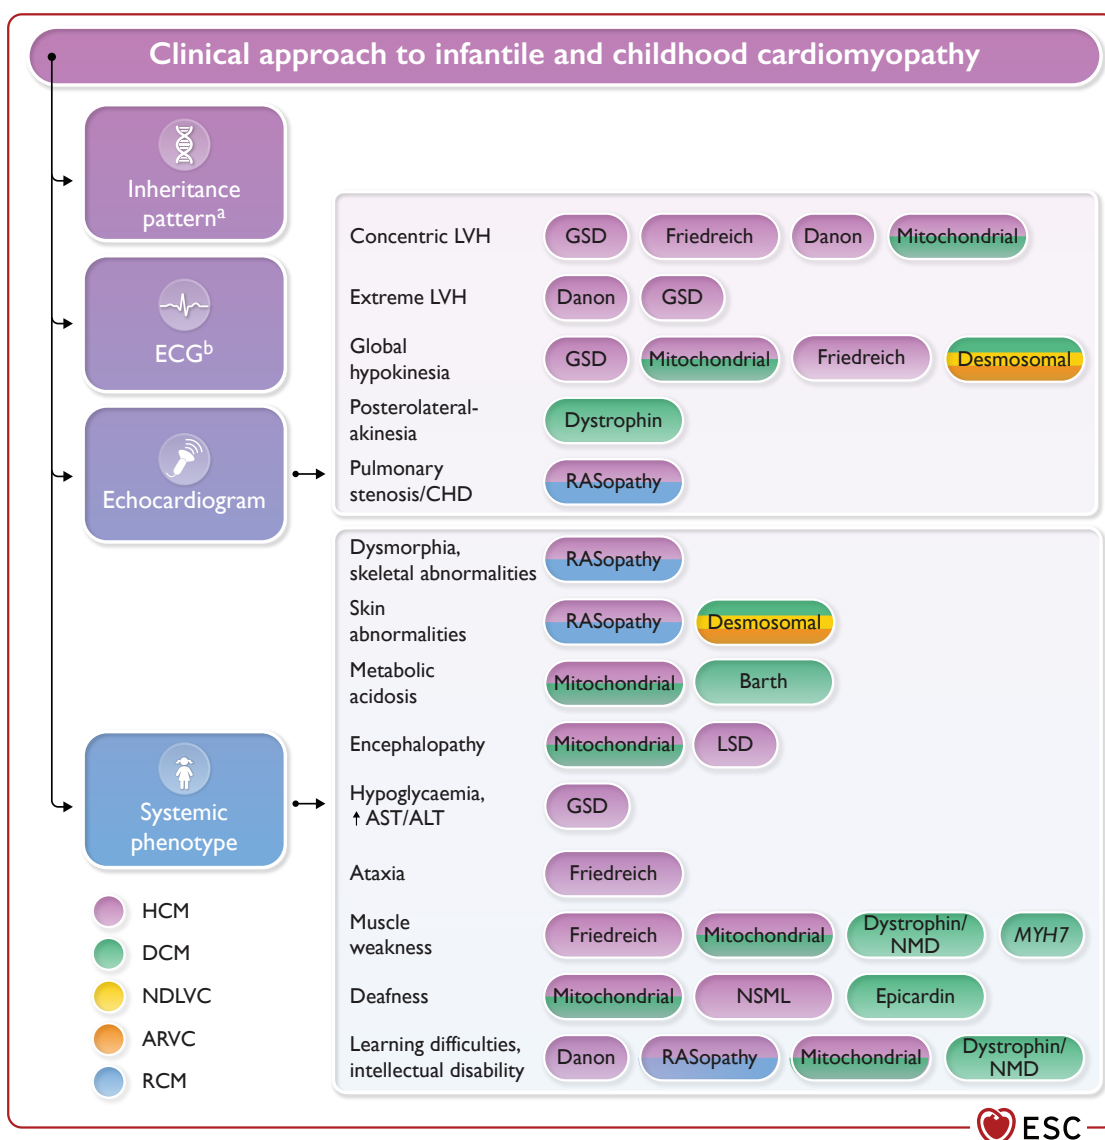 Clinical approach to infantile and childhood cardiomyopathy
Inheritance
patternᵃ
ECGᵇ
Echocardiogram
Concentric LVH GSD Friedreich Danon Mitochondrial
Extreme LVH Danon GSD
Global
hypokinesia GSD Mitochondrial Friedreich Desmosomal
Posterolateral-
akinesia Dystrophin
Pulmonary
stenosis/CHD RASopathy
Systemic
phenotype
Dysmorphia,
skeletal abnormalities RASopathy
Skin
abnormalities RASopathy Desmosomal
Metabolic
acidosis Mitochondrial Barth
Encephalopathy Mitochondrial LSD
Hypoglycaemia,
↑ AST/ALT GSD
Ataxia Friedreich
Muscle
weakness Friedreich Mitochondrial Dystrophin/
NMD MYH7
Deafness Mitochondrial NSML Epicardin
Learning difficulties,
intellectual disability Danon RASopathy Mitochondrial Dystrophin/
NMD
HCM
DCM
NDLVC
ARVC
RCM
ESC